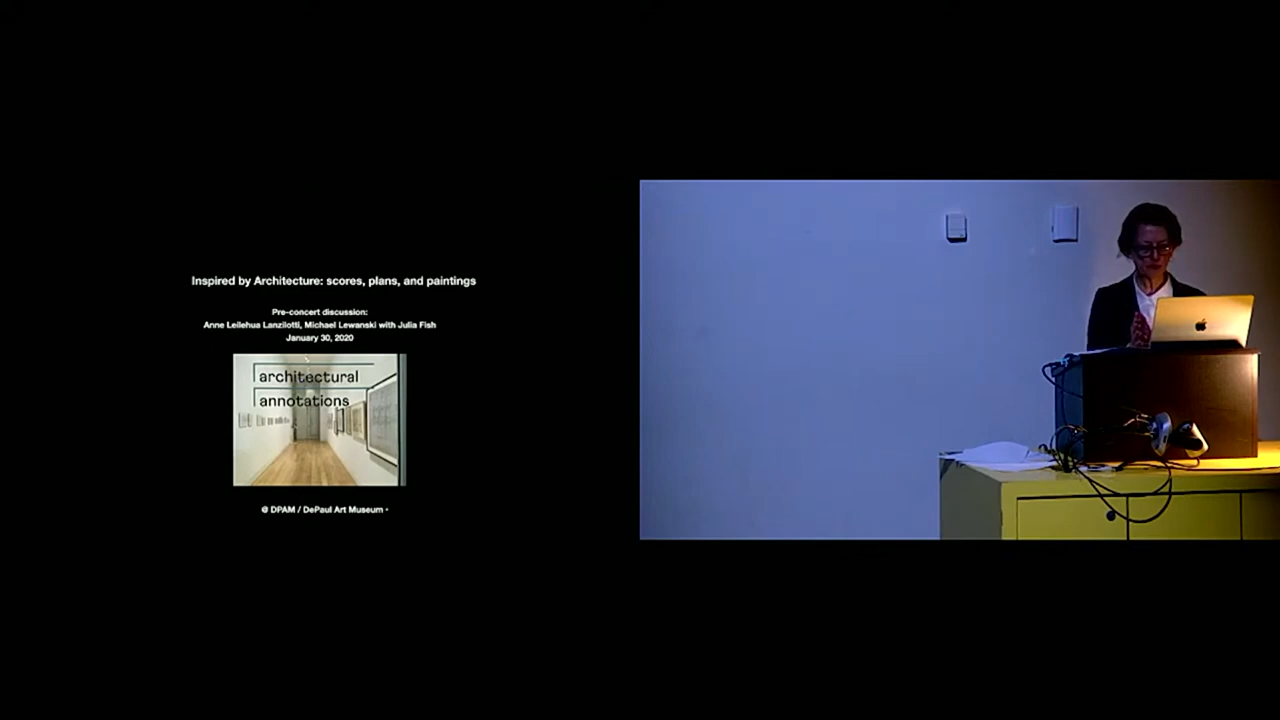 Inspired by Architecture: scores, plans, and paintings
Pre-concert discussion:
Anne Leilehua Lanzilotti, Michael Lewanski with Julia Fish
January 30, 2020
architectural
annotations
@ DPAM / DePaul Art Museum •